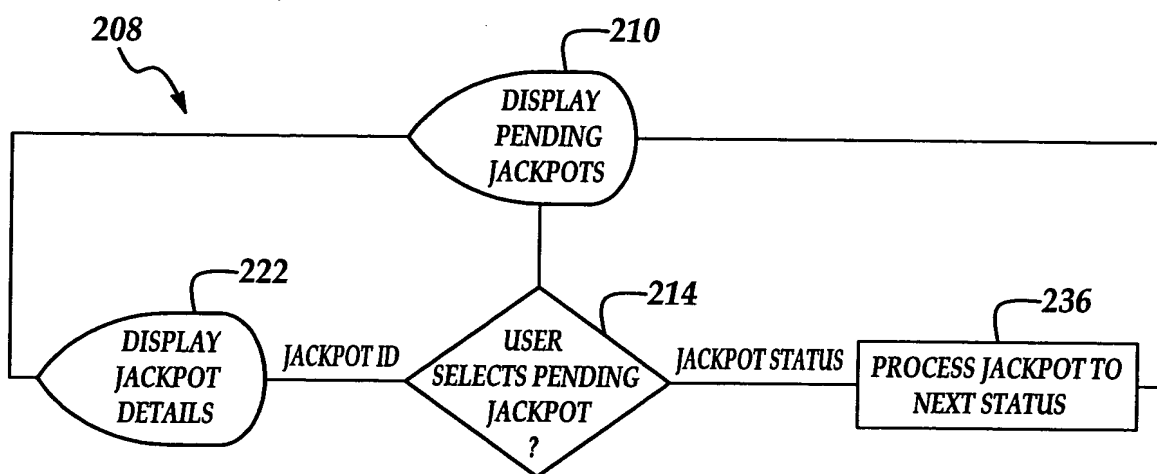 208
210
DISPLAY
PENDING
JACKPOTS
222
DISPLAY
JACKPOT
DETAILS
JACKPOT ID
214
USER
SELECTS PENDING
JACKPOT
?
JACKPOT STATUS
236
PROCESS JACKPOT TO
NEXT STATUS